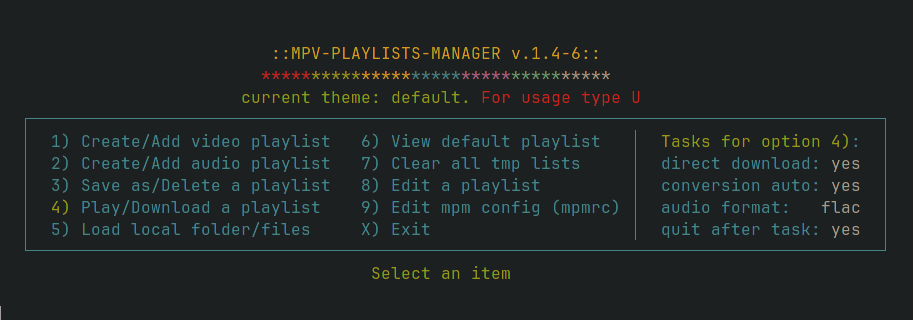 ::MPV-PLAYLISTS-MANAGER v.1.4-6::
***********************************
current theme: default. For usage type U
1) Create/Add video playlist   6) View default playlist   Tasks for option 4):
2) Create/Add audio playlist   7) Clear all tmp lists   direct download: yes
3) Save as/Delete a playlist   8) Edit a playlist   conversion auto: yes
4) Play/Download a playlist   9) Edit mpm config (mpmrc)   audio format:   flac
5) Load local folder/files   X) Exit   quit after task: yes
Select an item